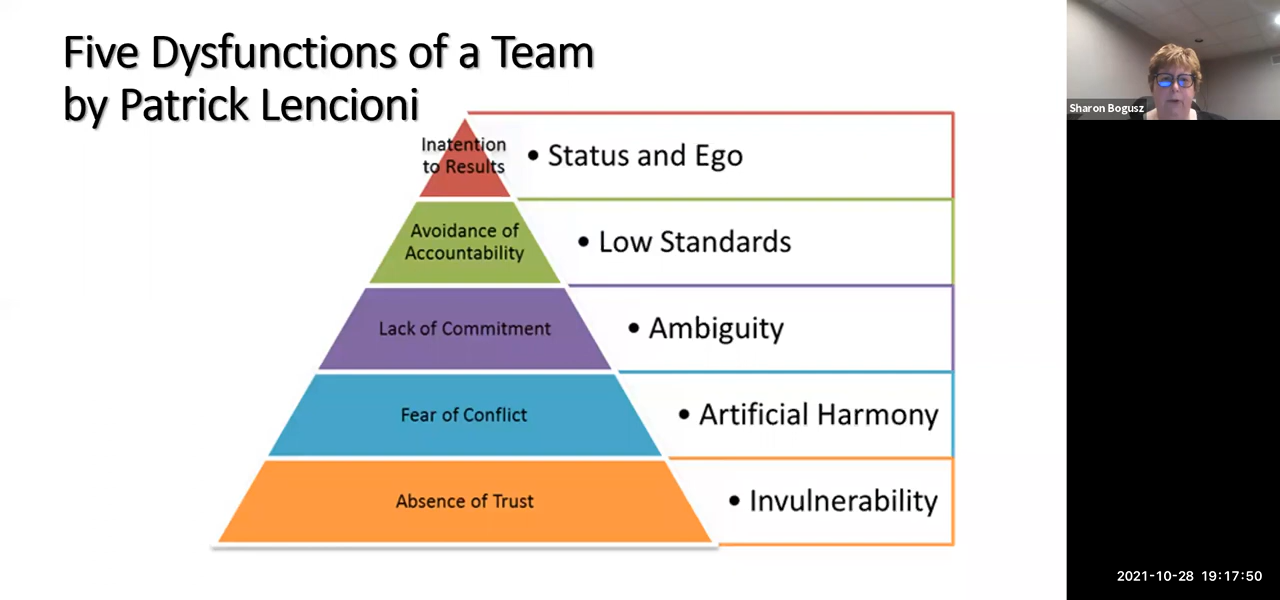 Five Dysfunctions of a Team
by Patrick Lencioni
Inatention
to Results
• Status and Ego
Avoidance of
Accountability
• Low Standards
Lack of Commitment
• Ambiguity
Fear of Conflict
• Artificial Harmony
Absence of Trust
• Invulnerability
Sharon Bogusz
2021-10-28 19:17:50